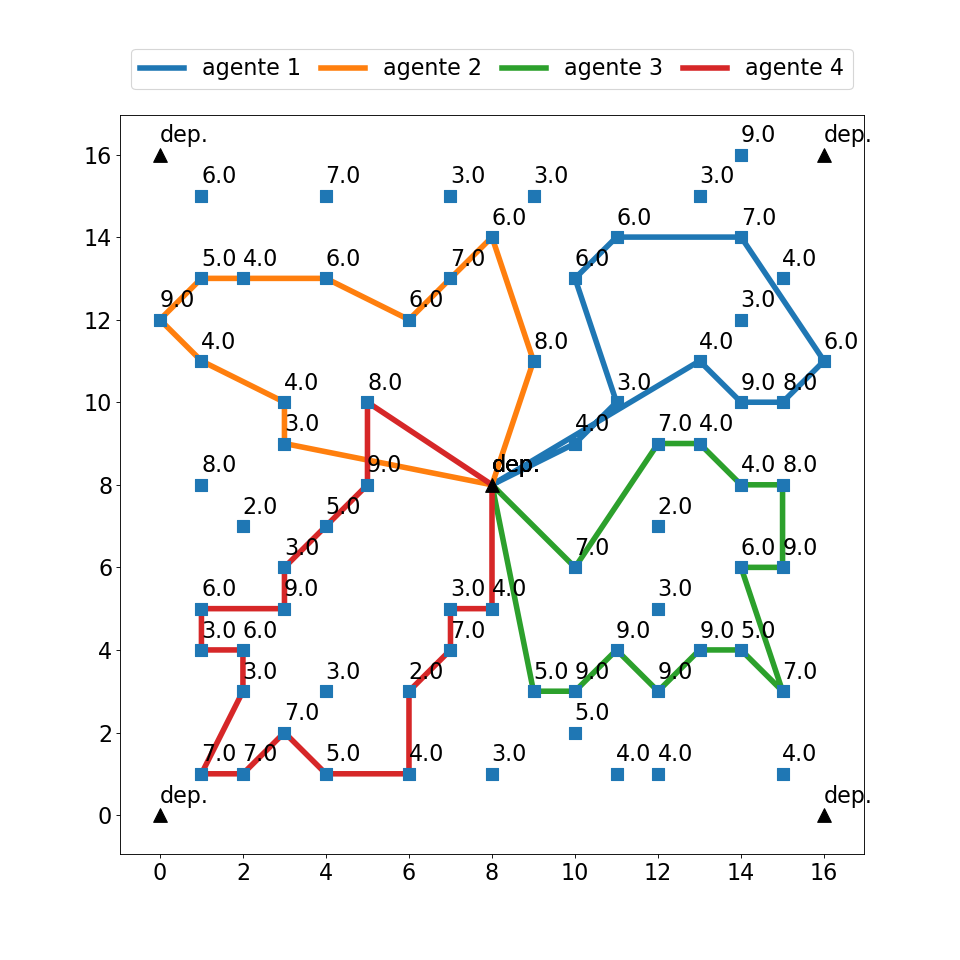 agente 1 agente 2 agente 3 agente 4
dep. 9.0 dep.
16
6.0 7.0 3.0 3.0 3.0
6.0 6.0 7.0
14
5.0 4.0 6.0 7.0 6.0 4.0
9.0 6.0 3.0
12
4.0 8.0 4.0 6.0
4.0 8.0 3.0 9.0 8.0
10
3.0 4.0 7.0 4.0
8.0 9.0 dep. dep. 4.0 8.0
8
2.0 5.0 2.0
3.0 7.0 6.0 9.0
6
6.0 9.0 3.0 4.0 3.0
3.0 6.0 7.0 9.0 9.0 5.0
4
3.0 3.0 2.0 5.0 9.0 9.0 7.0
7.0 5.0
2
7.0 7.0 5.0 4.0 3.0 4.0 4.0 4.0
dep. dep.
0
0 2 4 6 8 10 12 14 16